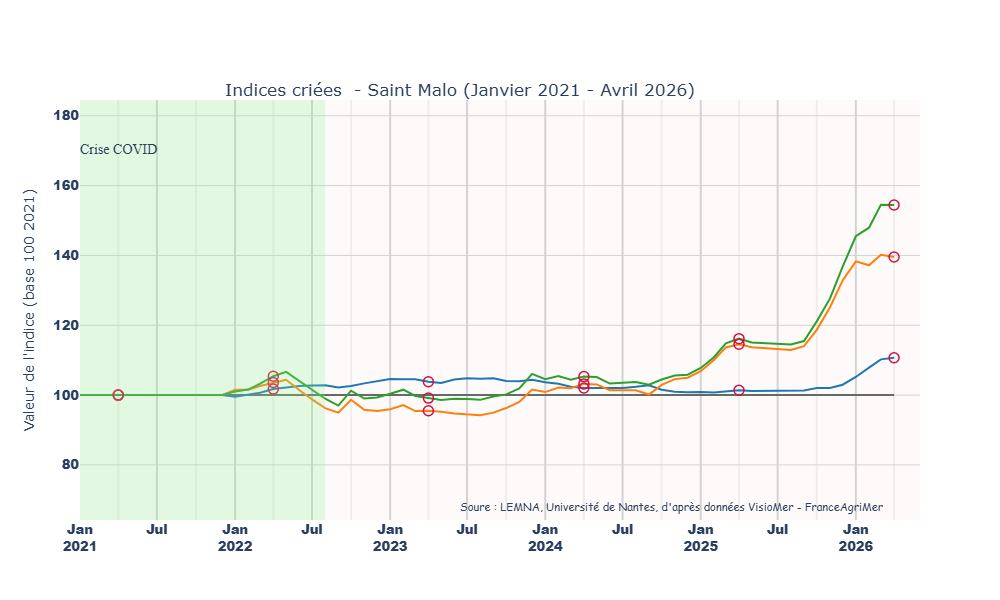 Indices criées  - Saint Malo (Janvier 2021 - Avril 2026)
Valeur de l'indice (base 100 2021)
180
160
140
120
100
80
Crise COVID
Soure : LEMNA, Université de Nantes, d'après données VisioMer - FranceAgriMer
Jan Jul Jan Jul Jan Jul Jan Jul Jan Jul Jan
2021 2022 2023 2024 2025 2026